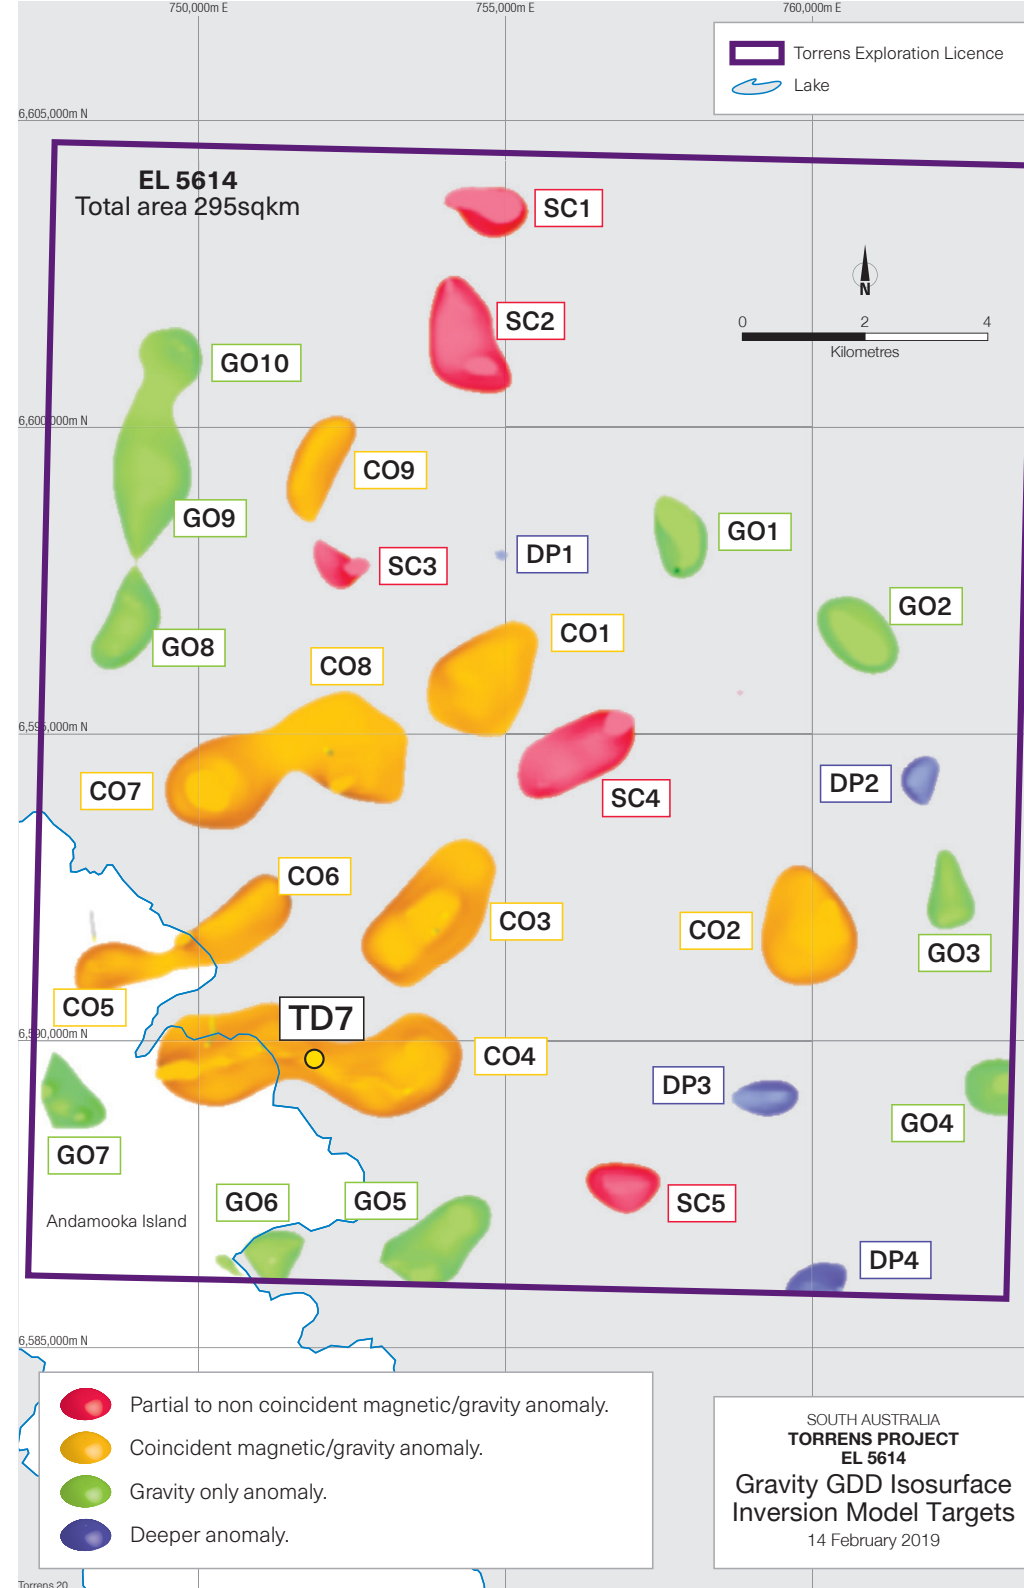 750,000m E
755,000m E
760,000m E
Torrens Exploration Licence
Lake
6,605,000m N
EL 5614
Total area 295sqkm
SC1
N
SC2
0
2
4
Kilometres
GO10
6,600,000m N
CO9
GO9
GO1
DP1
SC3
GO2
CO1
GO8
CO8
6,595,000m N
DP2
CO7
SC4
CO6
CO3
CO2
GO3
CO5
TD7
6,590,000m N
CO4
DP3
GO4
GO7
GO6
GO5
SC5
Andamooka Island
DP4
6,585,000m N
Partial to non coincident magnetic/gravity anomaly.
Coincident magnetic/gravity anomaly.
Gravity only anomaly.
Deeper anomaly.
SOUTH AUSTRALIA
TORRENS PROJECT
EL 5614
Gravity GDD Isosurface
Inversion Model Targets
14 February 2019
Torrens 20